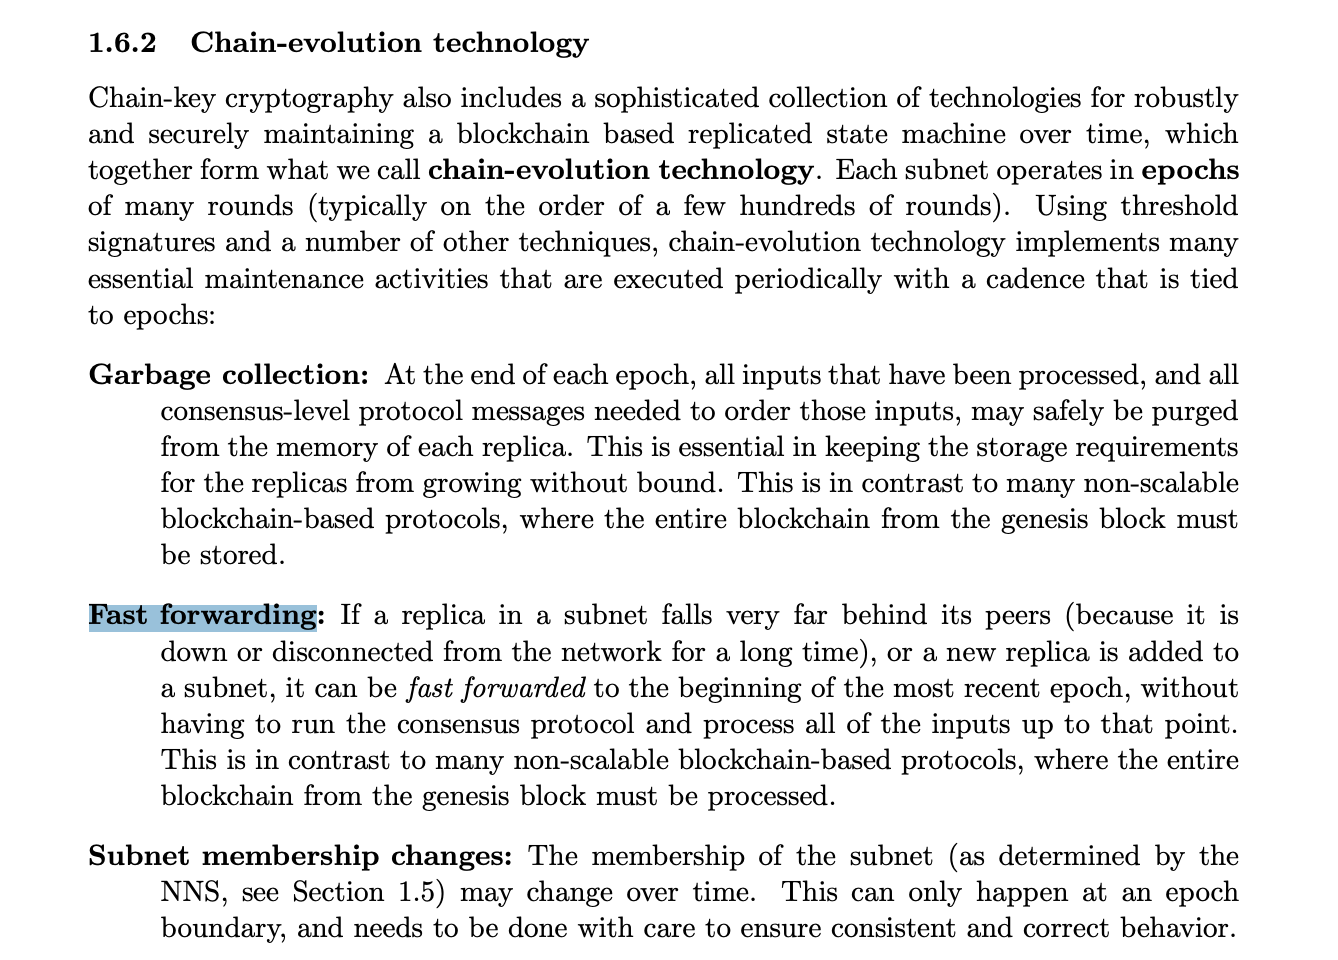 1.6.2 Chain-evolution technology
Chain-key cryptography also includes a sophisticated collection of technologies for robustly
and securely maintaining a blockchain based replicated state machine over time, which
together form what we call chain-evolution technology. Each subnet operates in epochs
of many rounds (typically on the order of a few hundreds of rounds). Using threshold
signatures and a number of other techniques, chain-evolution technology implements many
essential maintenance activities that are executed periodically with a cadence that is tied
to epochs:
Garbage collection: At the end of each epoch, all inputs that have been processed, and all
consensus-level protocol messages needed to order those inputs, may safely be purged
from the memory of each replica. This is essential in keeping the storage requirements
for the replicas from growing without bound. This is in contrast to many non-scalable
blockchain-based protocols, where the entire blockchain from the genesis block must
be stored.
Fast forwarding: If a replica in a subnet falls very far behind its peers (because it is
down or disconnected from the network for a long time), or a new replica is added to
a subnet, it can be fast forwarded to the beginning of the most recent epoch, without
having to run the consensus protocol and process all of the inputs up to that point.
This is in contrast to many non-scalable blockchain-based protocols, where the entire
blockchain from the genesis block must be processed.
Subnet membership changes: The membership of the subnet (as determined by the
NNS, see Section 1.5) may change over time. This can only happen at an epoch
boundary, and needs to be done with care to ensure consistent and correct behavior.